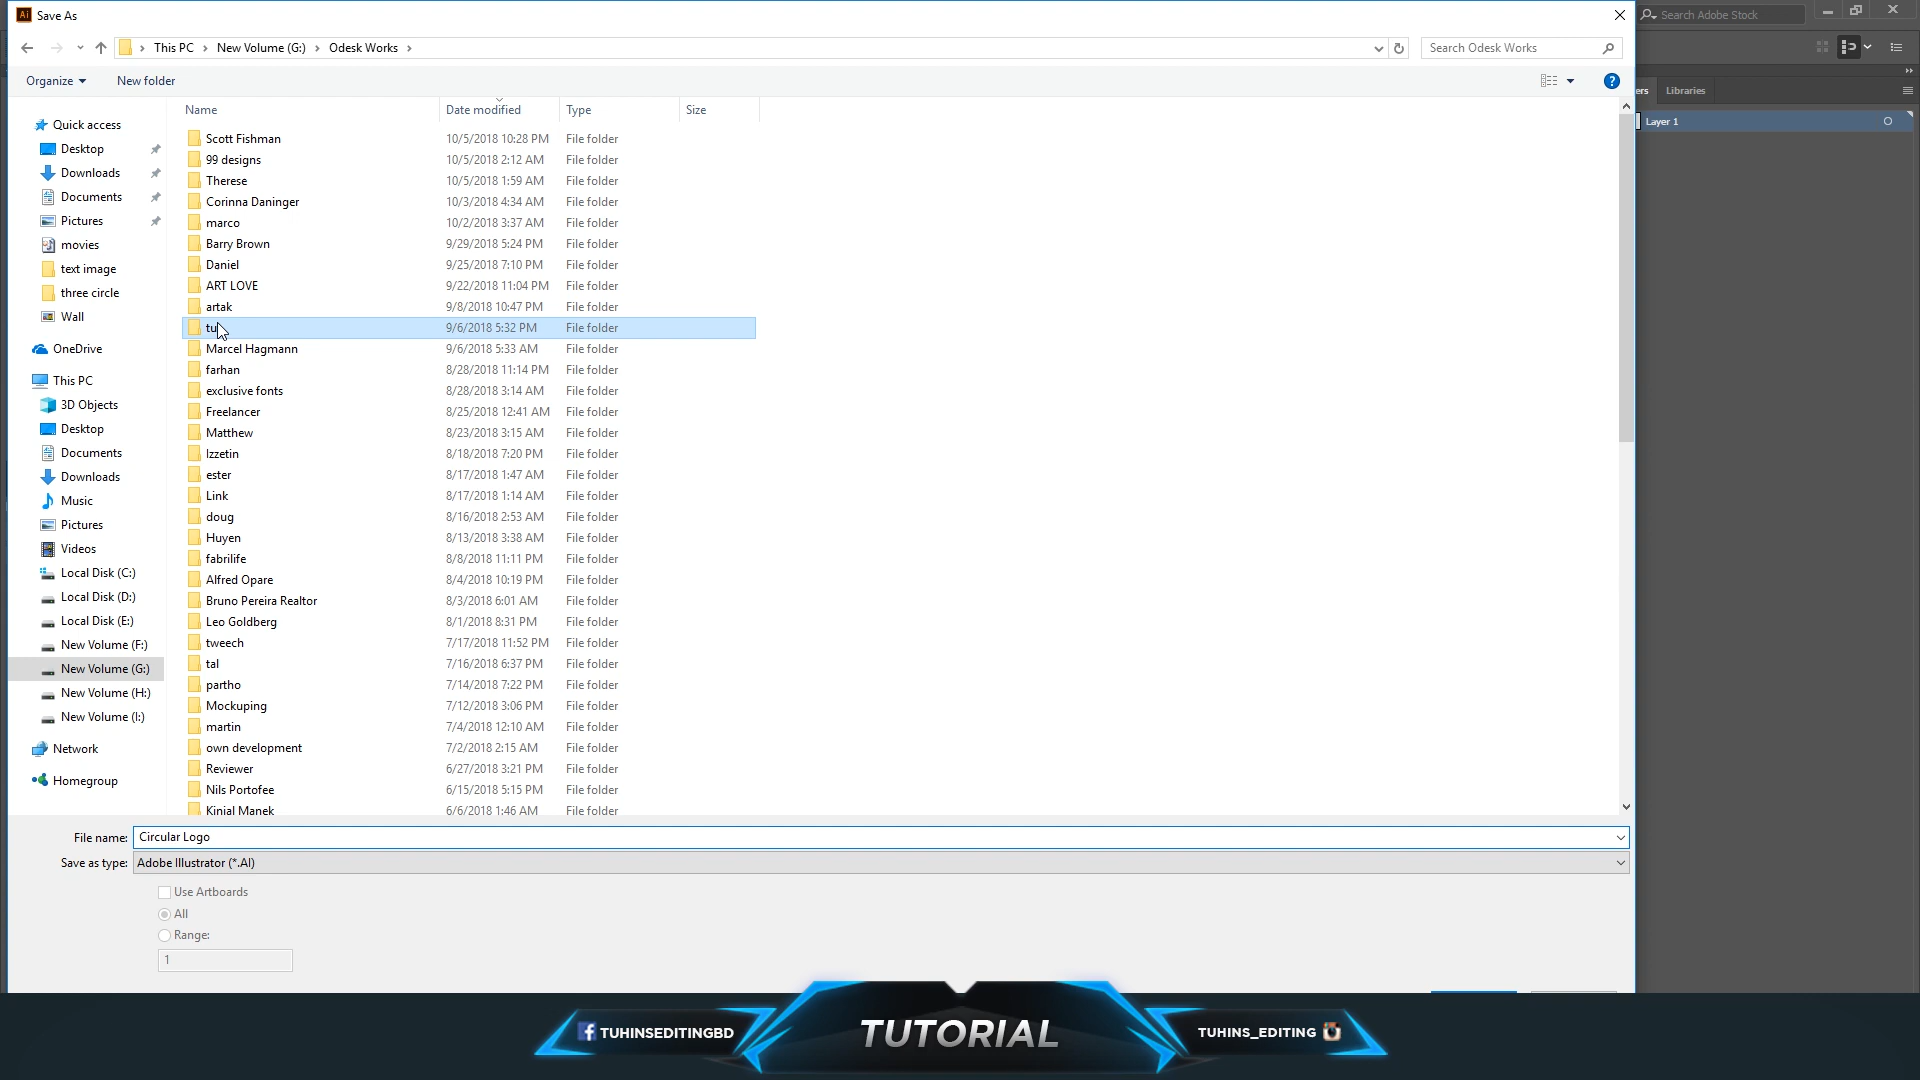 Ai Save As
Search Adobe Stock
This PC > New Volume (G:) > Odesk Works >
Search Odesk Works
Organize
New folder
?
Libraries
Layer 1
Quick access
Desktop
Downloads
Documents
Pictures
movies
text image
three circle
Wall
OneDrive
This PC
3D Objects
Desktop
Documents
Downloads
Music
Pictures
Videos
Local Disk (C:)
Local Disk (D:)
Local Disk (E:)
New Volume (F:)
New Volume (G:)
New Volume (H:)
New Volume (I:)
Network
Homegroup
Name Date modified Type Size
Scott Fishman 10/5/2018 10:28 PM File folder
99 designs 10/5/2018 2:12 AM File folder
Therese 10/5/2018 1:59 AM File folder
Corinna Daninger 10/3/2018 4:34 AM File folder
marco 10/2/2018 3:37 AM File folder
Barry Brown 9/29/2018 5:24 PM File folder
Daniel 9/25/2018 7:10 PM File folder
ART LOVE 9/22/2018 11:04 PM File folder
artak 9/8/2018 10:47 PM File folder
9/6/2018 5:32 PM File folder
Marcel Hagmann 9/6/2018 5:33 AM File folder
farhan 8/28/2018 11:14 PM File folder
exclusive fonts 8/28/2018 3:14 AM File folder
Freelancer 8/25/2018 12:41 AM File folder
Matthew 8/23/2018 3:15 AM File folder
Izzetin 8/18/2018 7:20 PM File folder
ester 8/17/2018 1:47 AM File folder
Link 8/17/2018 1:14 AM File folder
doug 8/16/2018 2:53 AM File folder
Huyen 8/13/2018 3:38 AM File folder
fabrilife 8/8/2018 11:11 PM File folder
Alfred Opare 8/4/2018 10:19 PM File folder
Bruno Pereira Realtor 8/3/2018 6:01 AM File folder
Leo Goldberg 8/1/2018 8:31 PM File folder
tweech 7/17/2018 11:52 PM File folder
tal 7/16/2018 6:37 PM File folder
partho 7/14/2018 7:22 PM File folder
Mockuping 7/12/2018 3:06 PM File folder
martin 7/4/2018 12:10 AM File folder
own development 7/2/2018 2:15 AM File folder
Reviewer 6/27/2018 3:21 PM File folder
Nils Portofee 6/15/2018 5:15 PM File folder
Kinjal Manek 6/6/2018 1:46 AM File folder
File name: Circular Logo
Save as type: Adobe Illustrator (*.AI)
Use Artboards
All
Range:
1
TUHINSEDITINGBD
TUTORIAL
TUHINS_EDITING